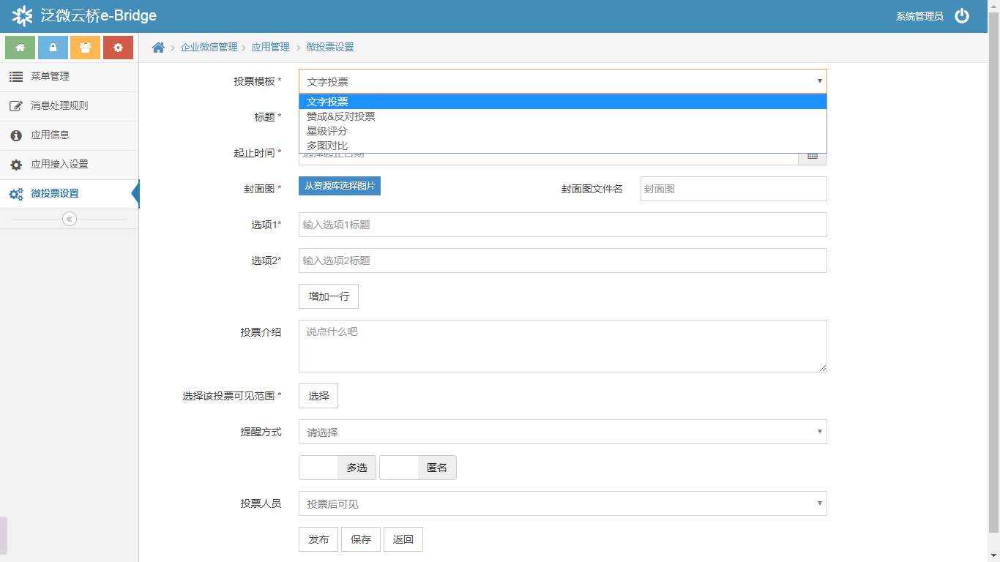 泛微云桥e-Bridge
系统管理员
企业微信管理 应用管理 微投票设置
菜单管理
消息处理规则
应用信息
应用接入设置
微投票设置
投票模板 * 文字投票
文字投票
赞成&反对投票
星级评分
多图对比
标题 *
起止时间 * 选择起止日期
封面图 * 从资源库选择图片 封面图文件名 封面图
选项1* 输入选项1标题
选项2* 输入选项2标题
增加一行
投票介绍 说点什么吧
选择该投票可见范围 * 选择
提醒方式 请选择
多选 匿名
投票人员 投票后可见
发布 保存 返回